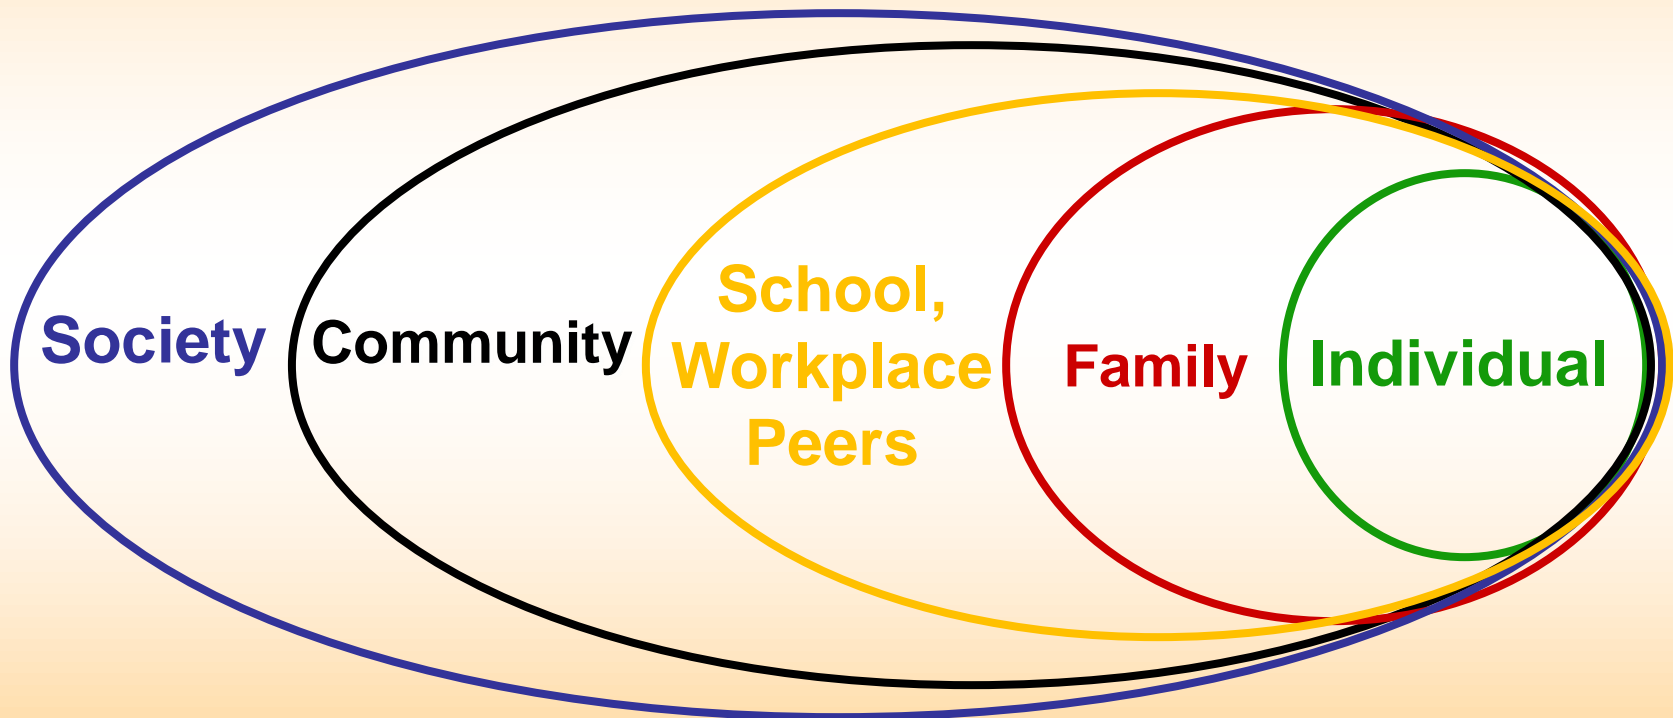 Society
Community
School,
Workplace
Peers
Family
Individual